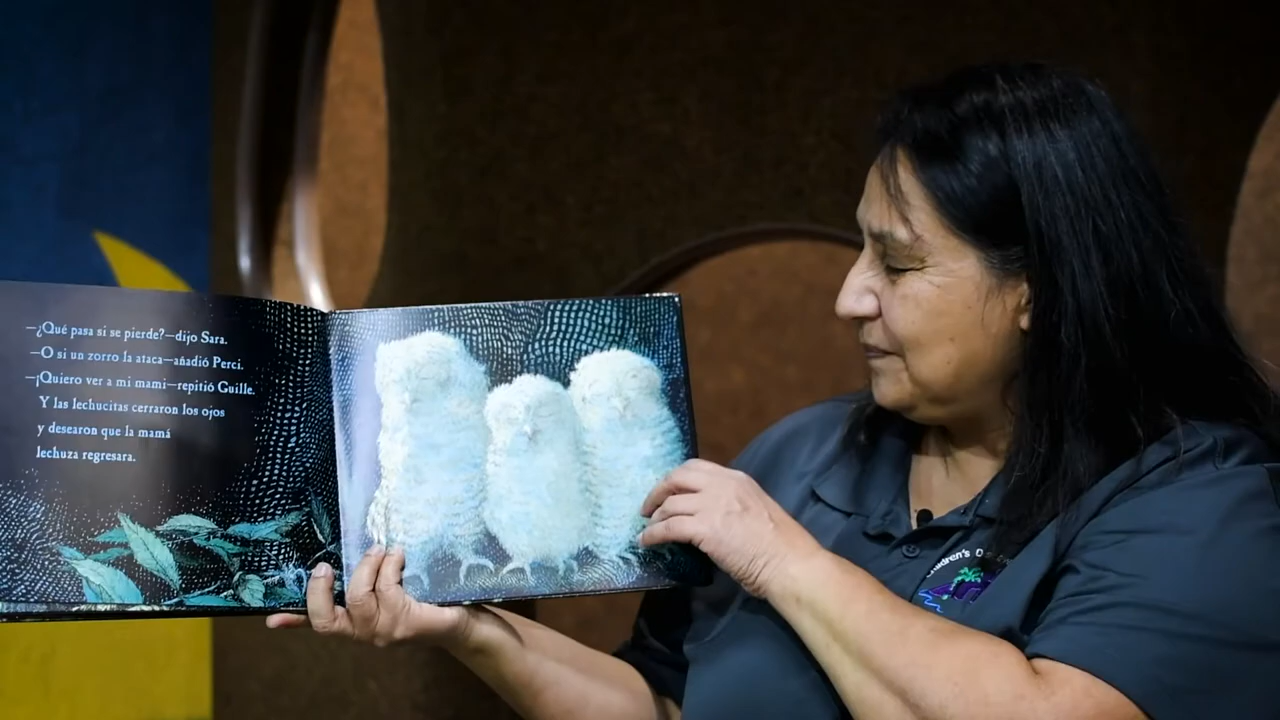 —¿Qué pasa si se pierde?—dijo Sara.
—O si un zorro la ataca—añadió Perci.
—¡Quiero ver a mi mami—repitió Guille.
Y las lechucitas cerraron los ojos
y desearon que la mamá
lechuza regresara.
Children's D